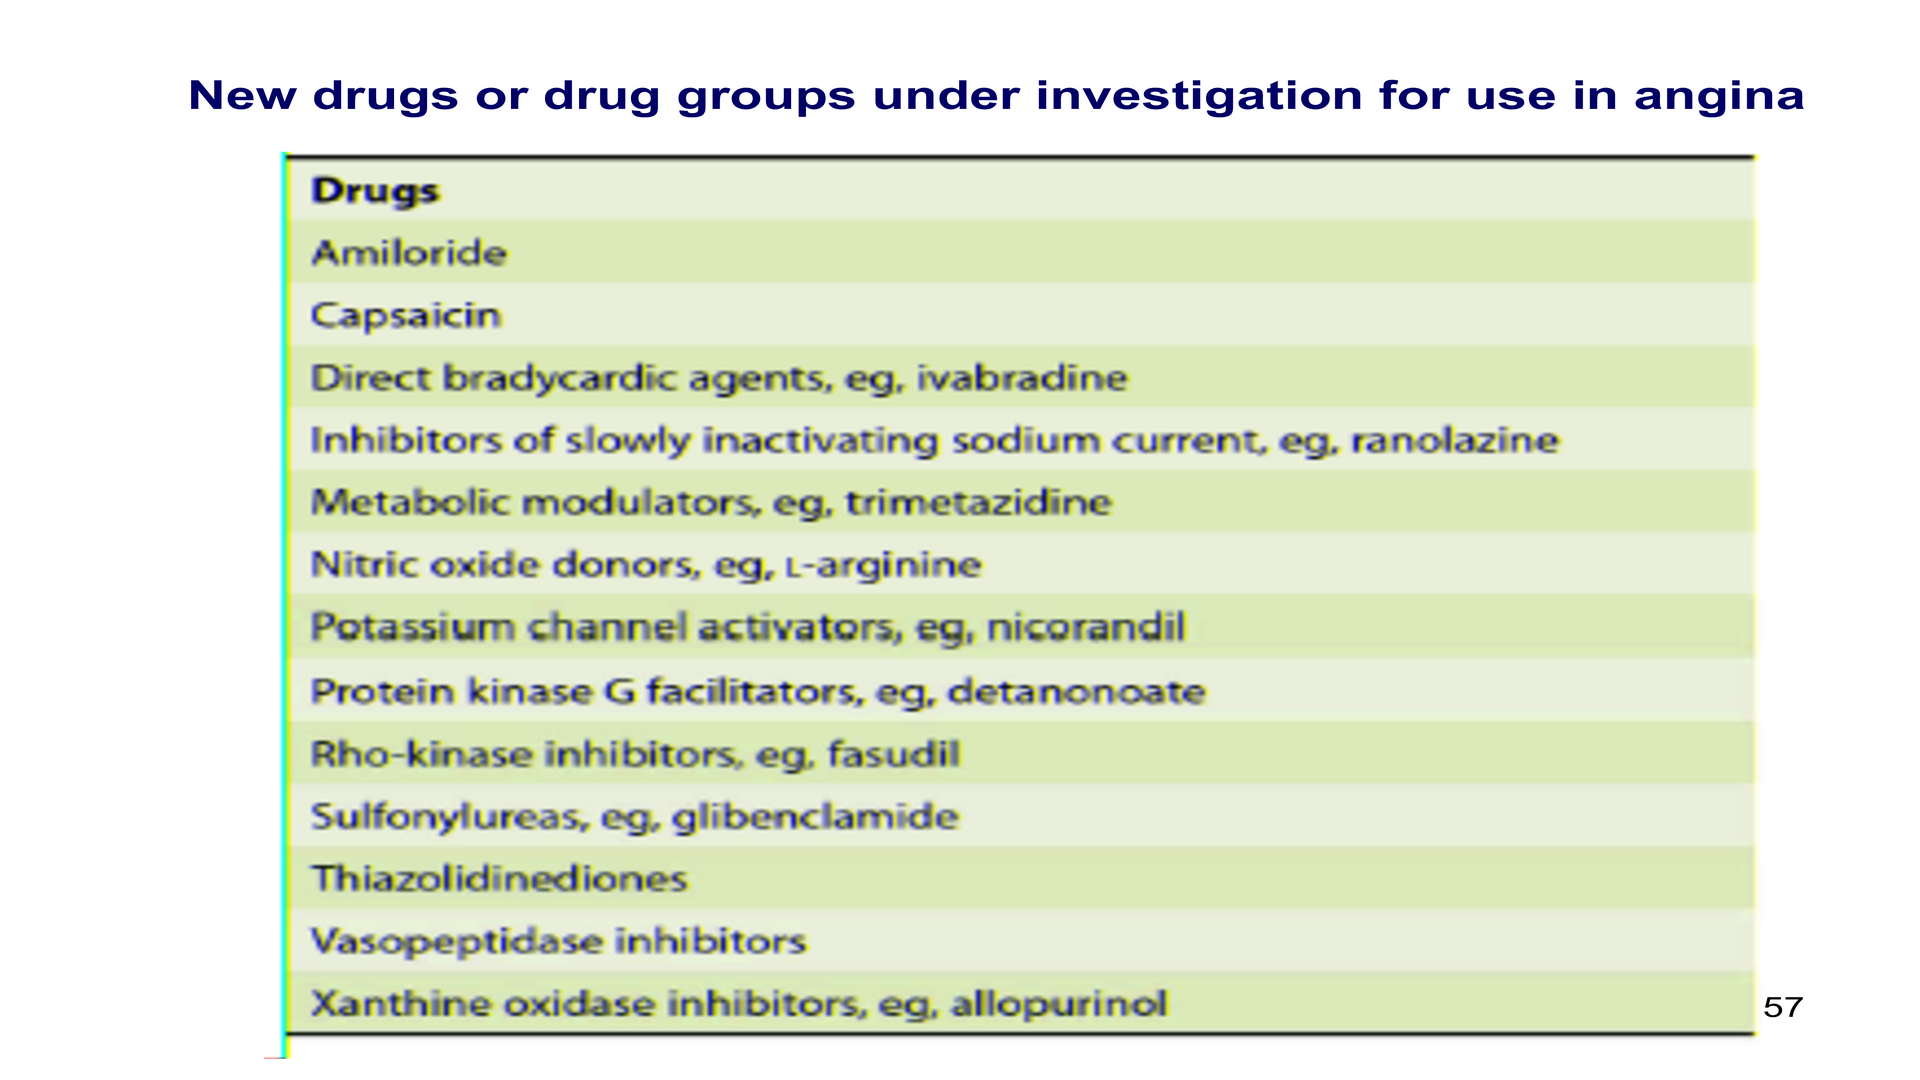 New drugs or drug groups under investigation for use in angina
Drugs
Amiloride
Capsaicin
Direct bradycardic agents, eg, ivabradine
Inhibitors of slowly inactivating sodium current, eg, ranolazine
Metabolic modulators, eg, trimetazidine
Nitric oxide donors, eg, L-arginine
Potassium channel activators, eg, nicorandil
Protein kinase G facilitators, eg, detanonoate
Rho-kinase inhibitors, eg, fasudil
Sulfonylureas, eg, glibenclamide
Thiazolidinediones
Vasopeptidase inhibitors
Xanthine oxidase inhibitors, eg, allopurinol
57